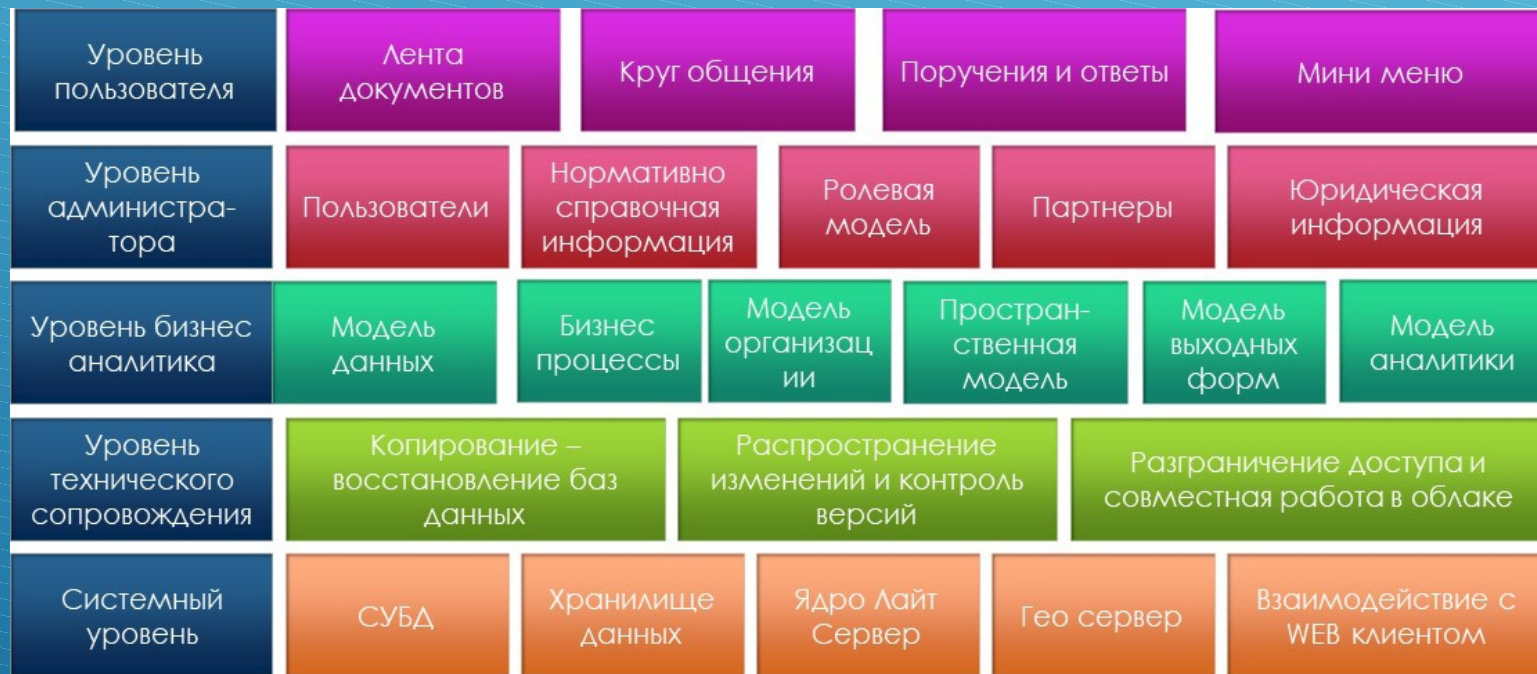 Уровень
пользователя
Лента
документов
Круг общения
Поручения и ответы
Мини меню
Уровень
администра-
тора
Пользователи
Нормативно
справочная
информация
Ролевая
модель
Партнеры
Юридическая
информация
Уровень бизнес
аналитика
Модель
данных
Бизнес
процессы
Модель
организац
ии
Простран-
ственная
модель
Модель
выходных
форм
Модель
аналитики
Уровень
технического
сопровождения
Копирование –
восстановление баз
данных
Распространение
изменений и контроль
версий
Разграничение доступа и
совместная работа в облаке
Системный
уровень
СУБД
Хранилище
данных
Ядро Лайт
Сервер
Гео сервер
Взаимодействие с
WEB клиентом